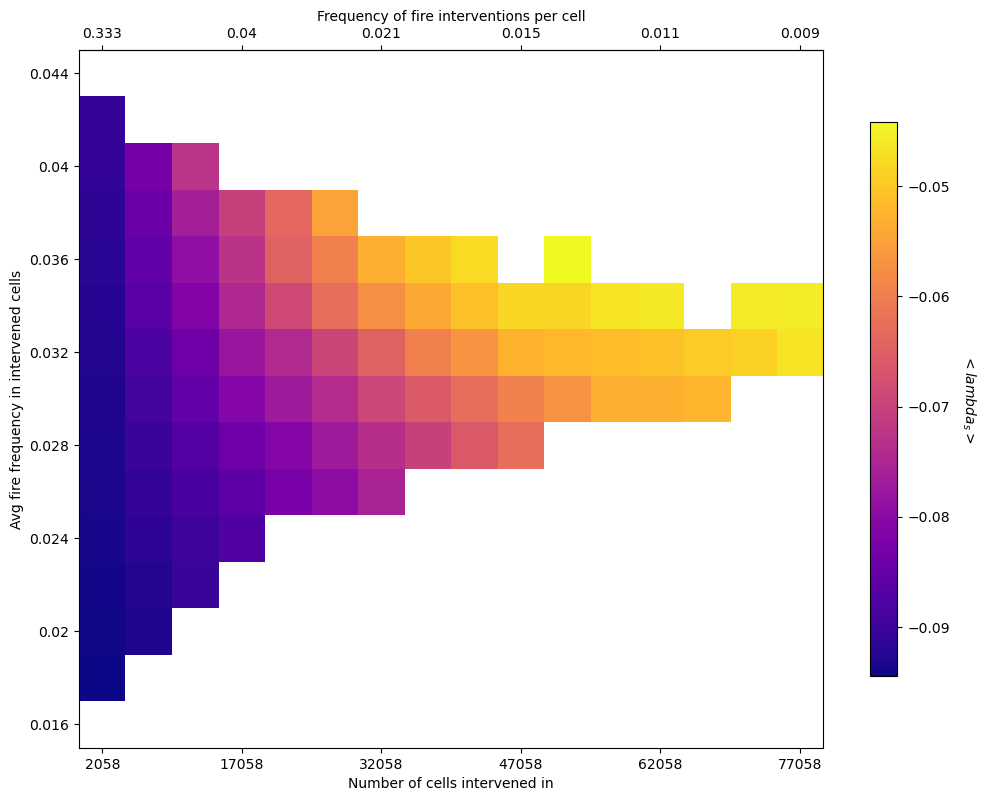 Frequency of fire interventions per cell
0.333 0.04 0.021 0.015 0.011 0.009
Avg fire frequency in intervened cells
0.044
0.04
0.036
0.032
0.028
0.024
0.02
0.016
2058 17058 32058 47058 62058 77058
Number of cells intervened in
−0.05
−0.06
−0.07
−0.08
−0.09
< lambda_s >